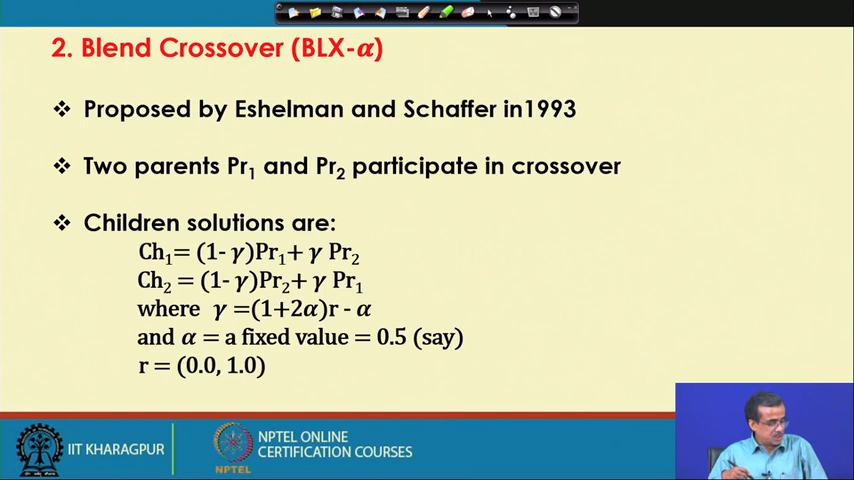 2. Blend Crossover (BLX-α)
❖ Proposed by Eshelman and Schaffer in1993
❖ Two parents Pr₁ and Pr₂ participate in crossover
❖ Children solutions are:
Ch₁= (1- γ)Pr₁+ γ Pr₂
Ch₂ = (1- γ)Pr₂+ γ Pr₁
where γ =(1+2α)r - α
and α = a fixed value = 0.5 (say)
r = (0.0, 1.0)
IIT KHARAGPUR
NPTEL
NPTEL ONLINE
CERTIFICATION COURSES